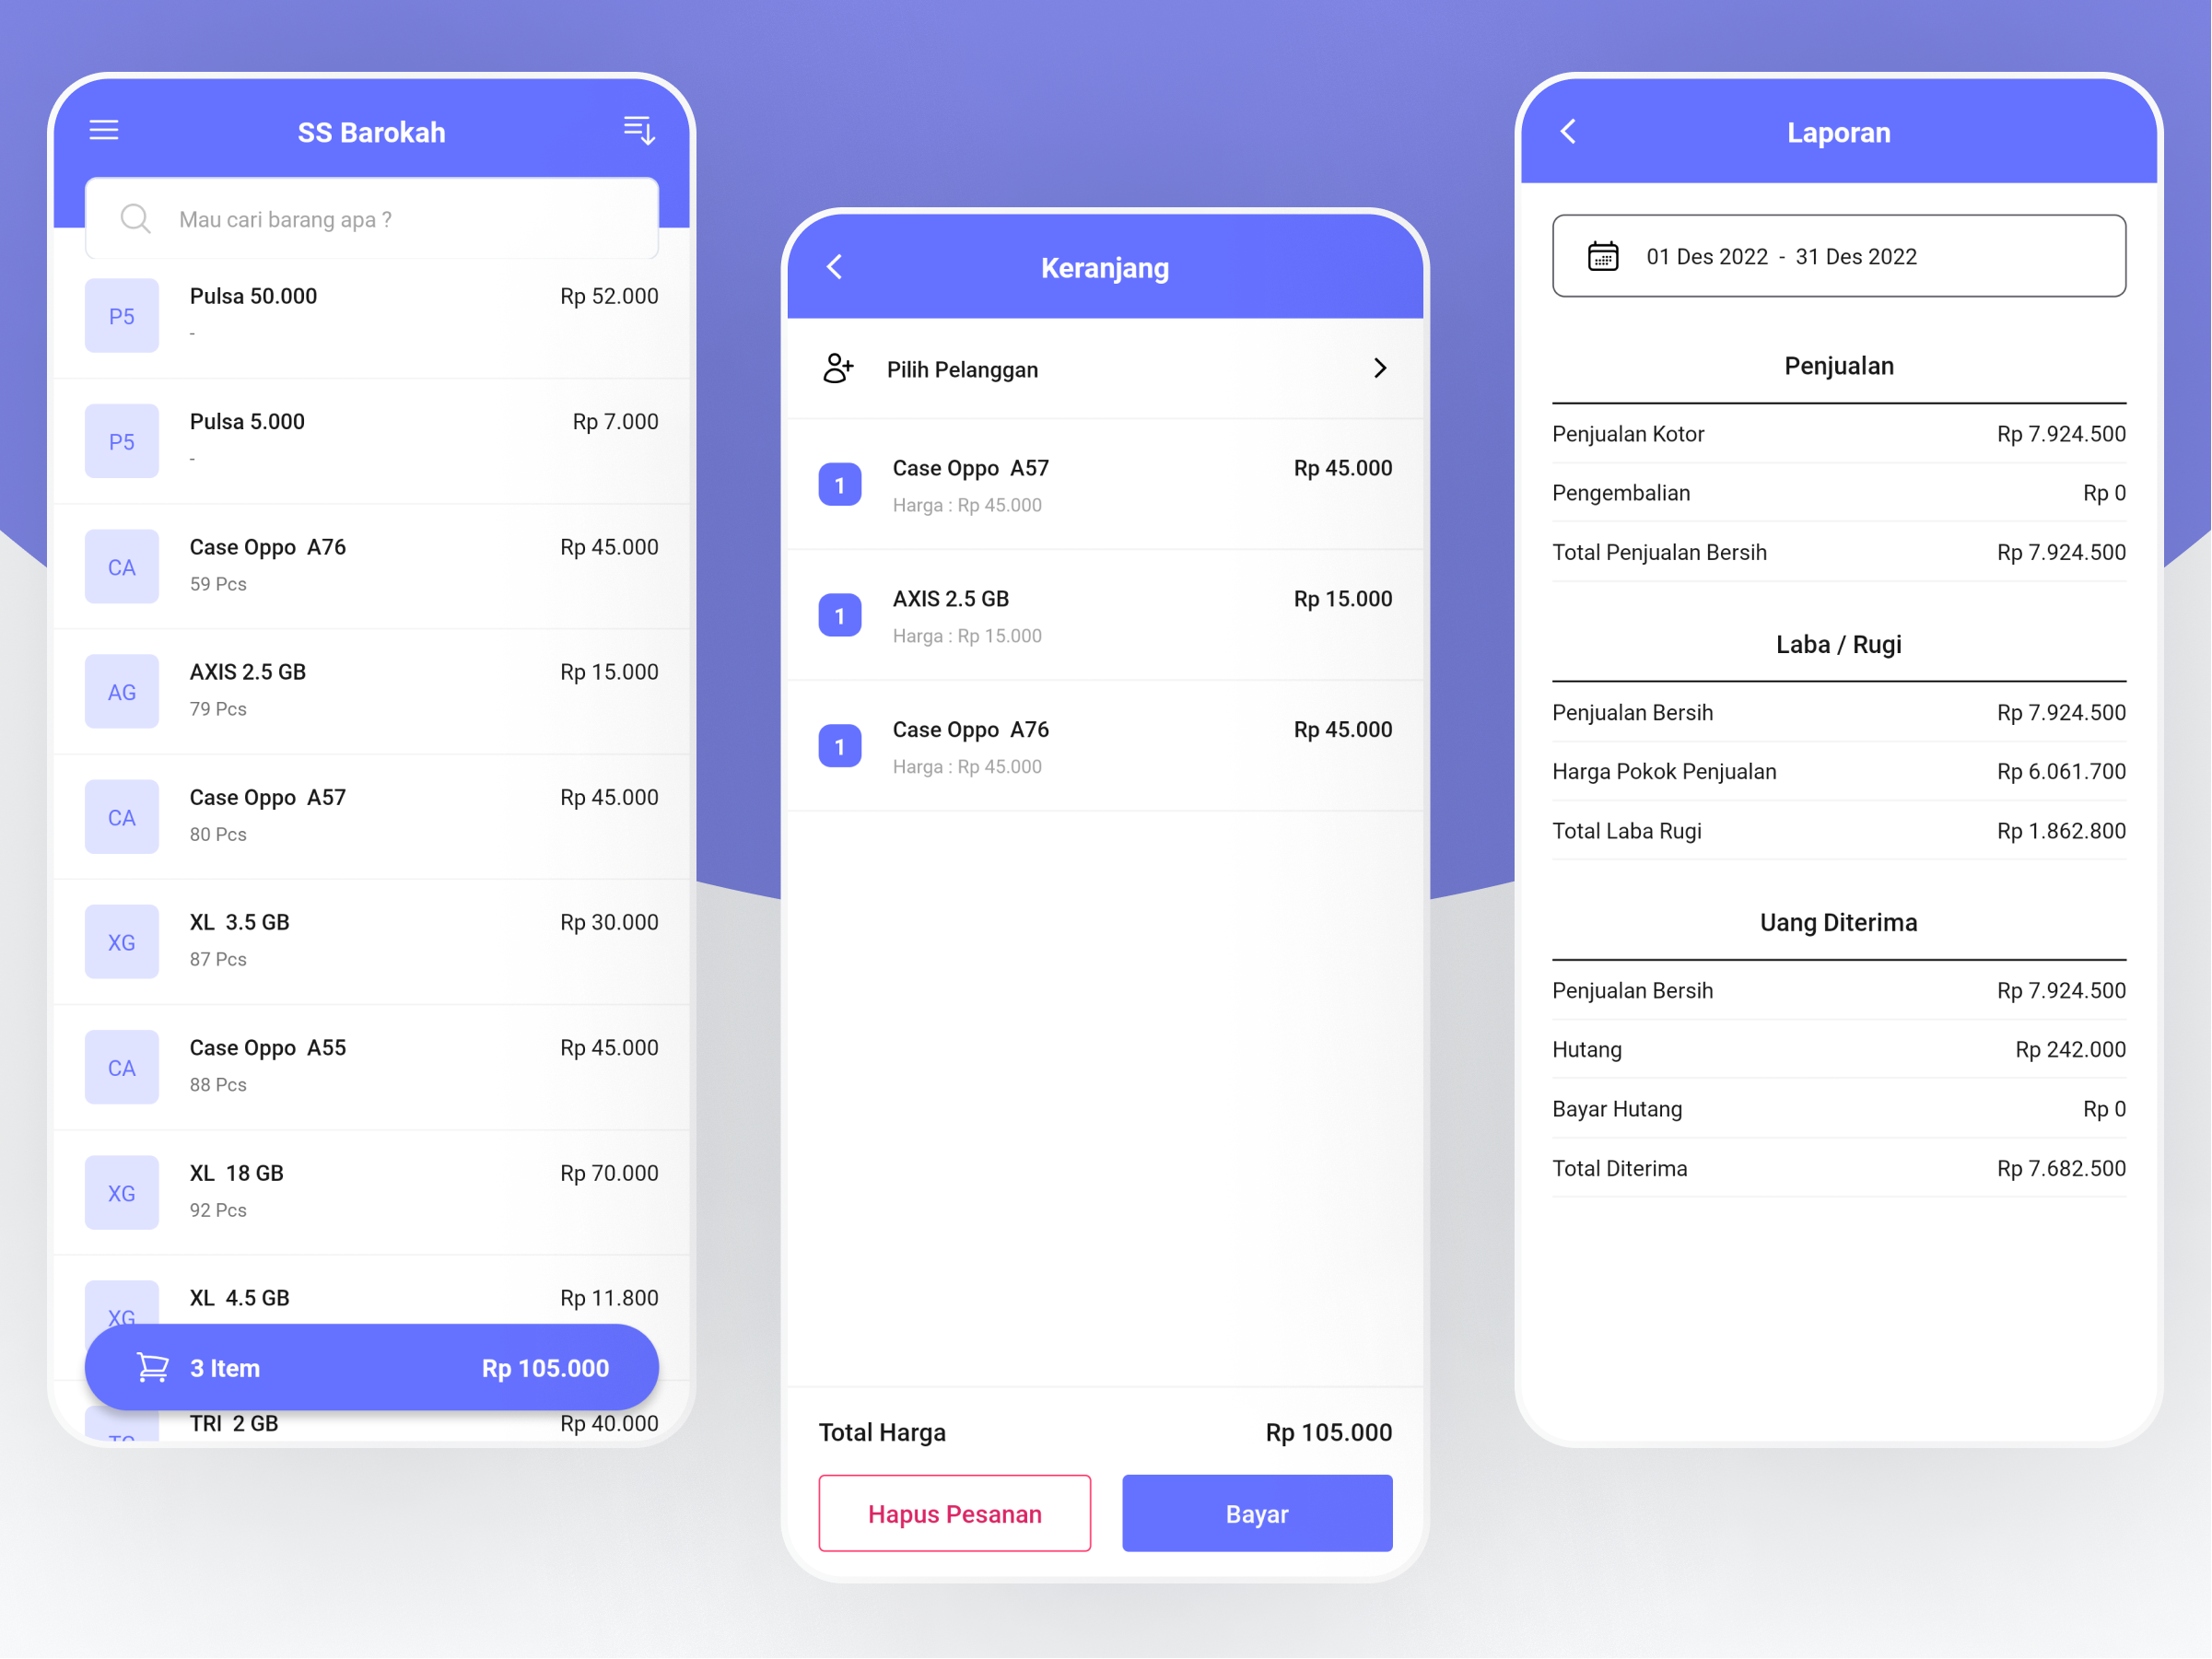 SS Barokah
Mau cari barang apa ?
P5
Pulsa 50.000
Rp 52.000
-
P5
Pulsa 5.000
Rp 7.000
-
CA
Case Oppo  A76
Rp 45.000
59 Pcs
AG
AXIS 2.5 GB
Rp 15.000
79 Pcs
CA
Case Oppo  A57
Rp 45.000
80 Pcs
XG
XL  3.5 GB
Rp 30.000
87 Pcs
CA
Case Oppo  A55
Rp 45.000
88 Pcs
XG
XL  18 GB
Rp 70.000
92 Pcs
XG
XL  4.5 GB
Rp 11.800
3 Item
Rp 105.000
TRI  2 GB
Rp 40.000
Keranjang
Pilih Pelanggan
1
Case Oppo  A57
Rp 45.000
Harga : Rp 45.000
1
AXIS 2.5 GB
Rp 15.000
Harga : Rp 15.000
1
Case Oppo  A76
Rp 45.000
Harga : Rp 45.000
Total Harga
Rp 105.000
Hapus Pesanan
Bayar
Laporan
01 Des 2022  -  31 Des 2022
Penjualan
Penjualan Kotor
Rp 7.924.500
Pengembalian
Rp 0
Total Penjualan Bersih
Rp 7.924.500
Laba / Rugi
Penjualan Bersih
Rp 7.924.500
Harga Pokok Penjualan
Rp 6.061.700
Total Laba Rugi
Rp 1.862.800
Uang Diterima
Penjualan Bersih
Rp 7.924.500
Hutang
Rp 242.000
Bayar Hutang
Rp 0
Total Diterima
Rp 7.682.500